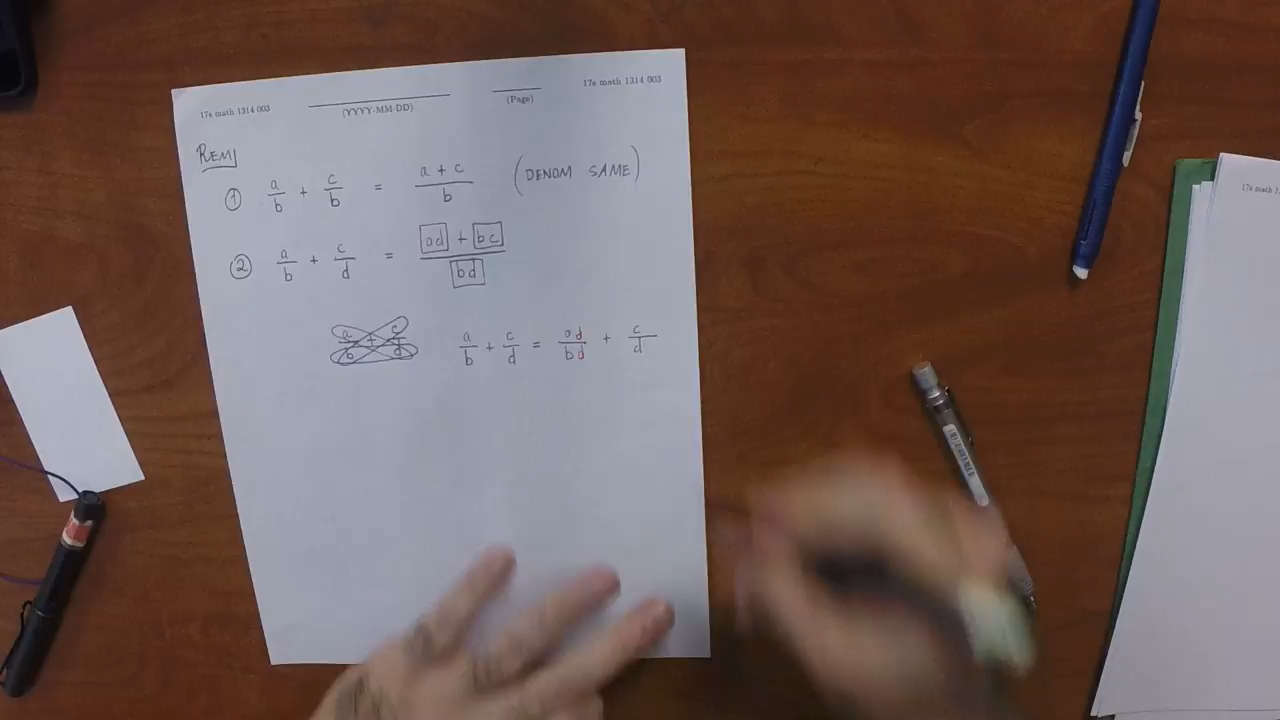 17s math 1314 003 (YYYY-MM-DD) (Page) 17s math 1314 003
REM
① a/b + c/b = (a + c)/b (DENOM SAME)
② a/b + c/d = (ad + bc)/bd
a/b + c/d a/b + c/d = ad/bd + c/d